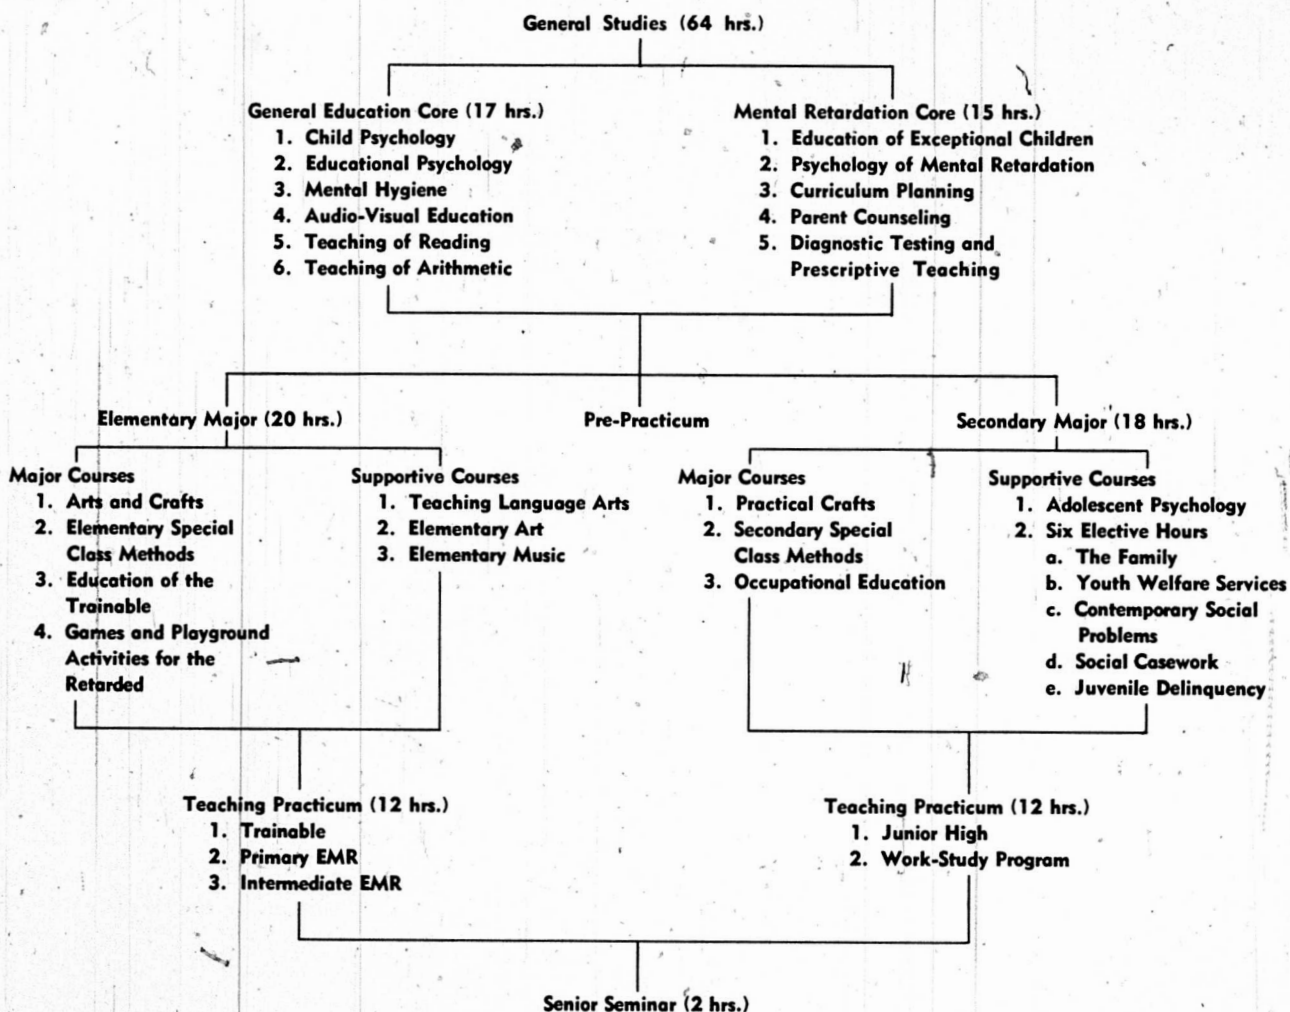 General Studies (64 hrs.)
General Education Core (17 hrs.)
1. Child Psychology
2. Educational Psychology
3. Mental Hygiene
4. Audio-Visual Education
5. Teaching of Reading
6. Teaching of Arithmetic
Mental Retardation Core (15 hrs.)
1. Education of Exceptional Children
2. Psychology of Mental Retardation
3. Curriculum Planning
4. Parent Counseling
5. Diagnostic Testing and
Prescriptive Teaching
Elementary Major (20 hrs.)
Pre-Practicum
Secondary Major (18 hrs.)
Major Courses
1. Arts and Crafts
2. Elementary Special
Class Methods
3. Education of the
Trainable
4. Games and Playground
Activities for the
Retarded
Supportive Courses
1. Teaching Language Arts
2. Elementary Art
3. Elementary Music
Major Courses
1. Practical Crafts
2. Secondary Special
Class Methods
3. Occupational Education
Supportive Courses
1. Adolescent Psychology
2. Six Elective Hours
a. The Family
b. Youth Welfare Services
c. Contemporary Social
Problems
d. Social Casework
e. Juvenile Delinquency
Teaching Practicum (12 hrs.)
1. Trainable
2. Primary EMR
3. Intermediate EMR
Teaching Practicum (12 hrs.)
1. Junior High
2. Work-Study Program
Senior Seminar (2 hrs.)